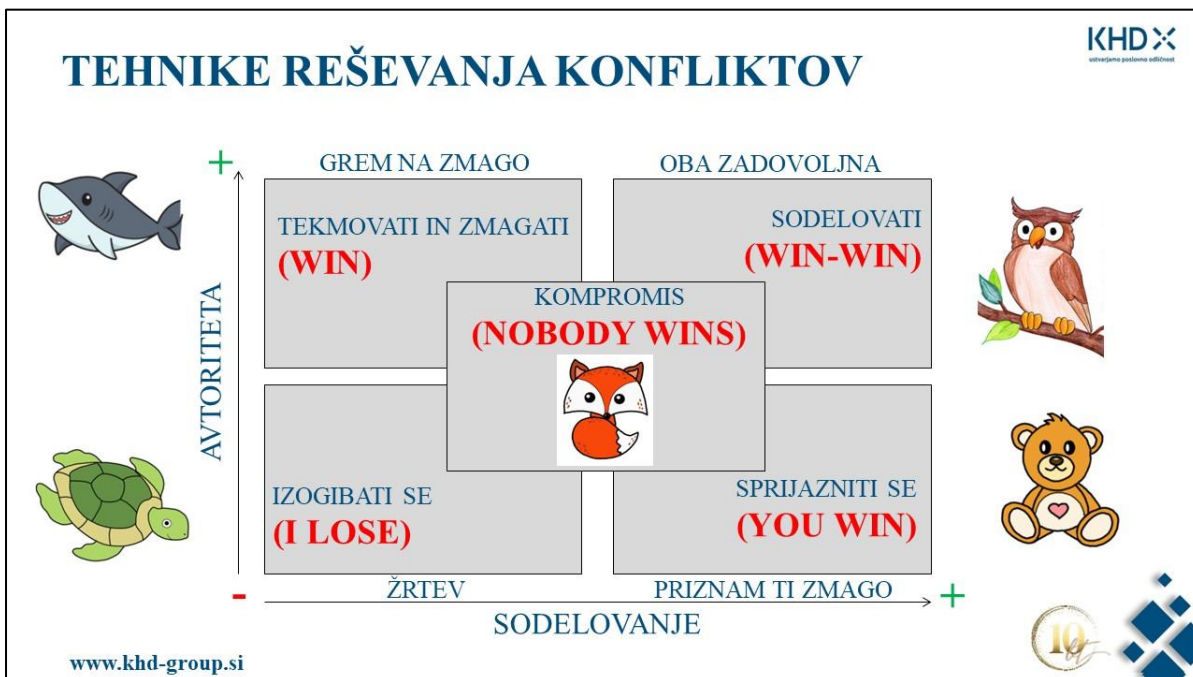 KHD
ustvarjamo poslovno odličnost
TEHNIKE REŠEVANJA KONFLIKTOV
+
GREM NA ZMAGO
OBA ZADOVOLJNA
TEKMOVATI IN ZMAGATI
(WIN)
SODELOVATI
(WIN-WIN)
KOMPROMIS
(NOBODY WINS)
AVTORITETA
IZOGIBATI SE
(I LOSE)
SPRIJAZNITI SE
(YOU WIN)
-
ŽRTEV
PRIZNAM TI ZMAGO
+
SODELOVANJE
10 let
www.khd-group.si